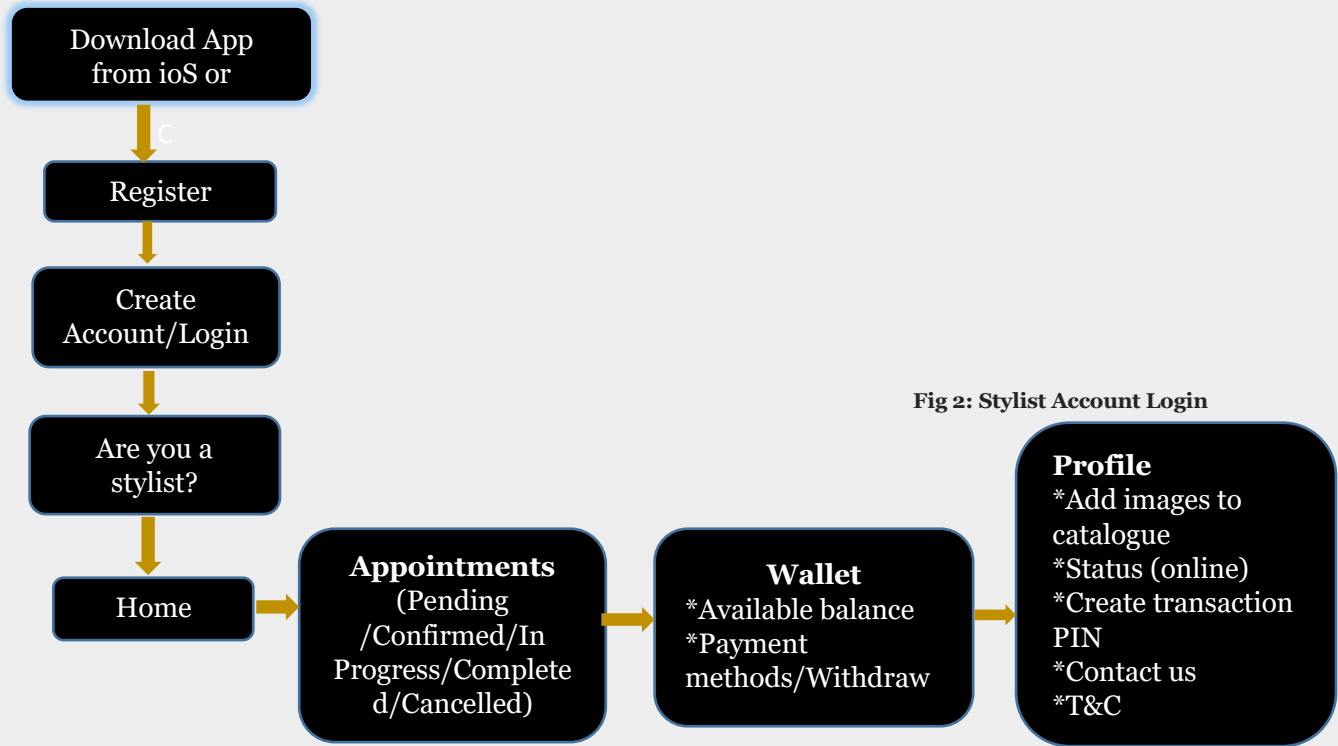 Download App
from ioS or
C
Register
Create
Account/Login
Are you a
stylist?
Home
Appointments
(Pending
/Confirmed/In
Progress/Complete
d/Cancelled)
Wallet
*Available balance
*Payment
methods/Withdraw
Fig 2: Stylist Account Login
Profile
*Add images to
catalogue
*Status (online)
*Create transaction
PIN
*Contact us
*T&C